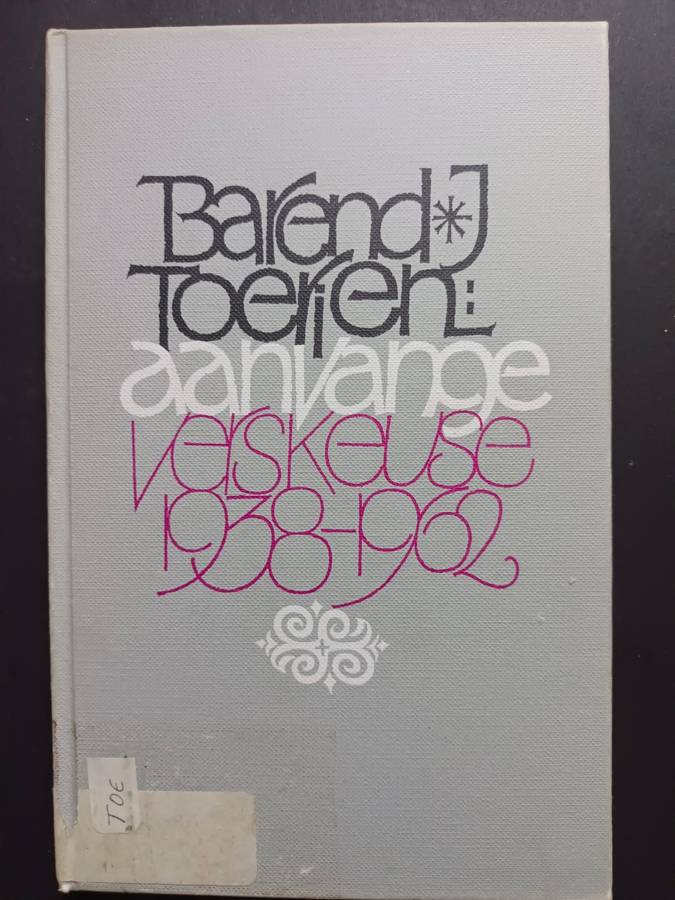 Barend * J
Toerien:
aanvange
verskeuse
1938-1962
TOE